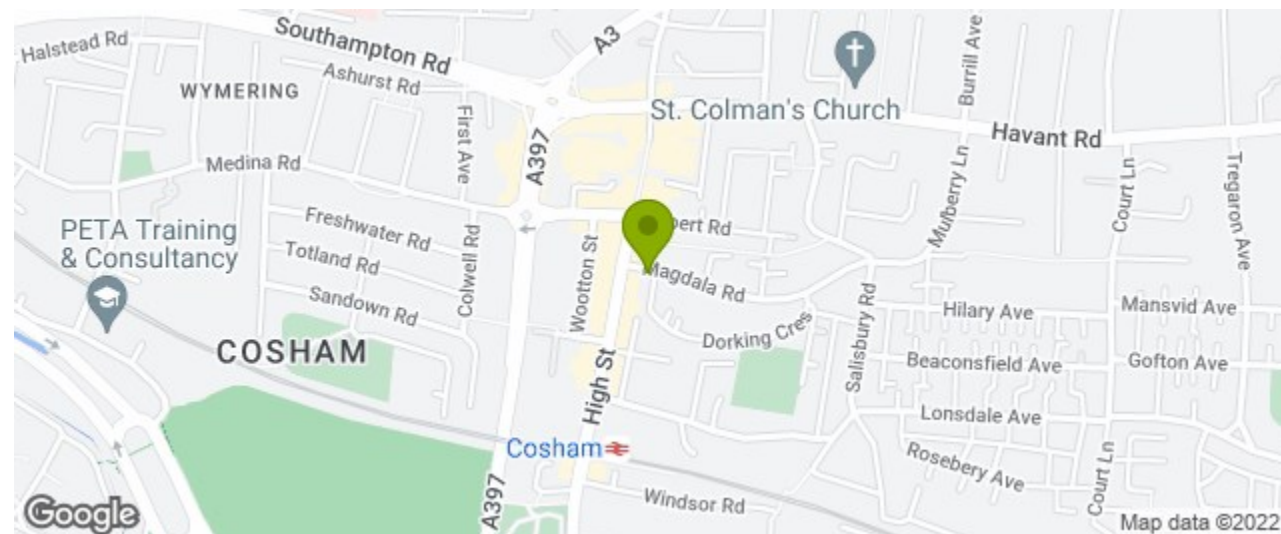 Halstead Rd
Southampton Rd
A3
Ashurst Rd
WYMERING
First Ave
A397
St. Colman's Church
Burrill Ave
Havant Rd
Medina Rd
Mulberry Ln
Court Ln
Tregaron Ave
Freshwater Rd
PETA Training
& Consultancy
Totland Rd
Colwell Rd
Wootton St
Magdala Rd
Sandown Rd
Salisbury Rd
Hilary Ave
Mansvid Ave
Dorking Cres
COSHAM
High St
Beaconsfield Ave
Gofton Ave
Lonsdale Ave
Cosham
Rosebery Ave
Court Ln
A397
Windsor Rd
Google
Map data ©2022